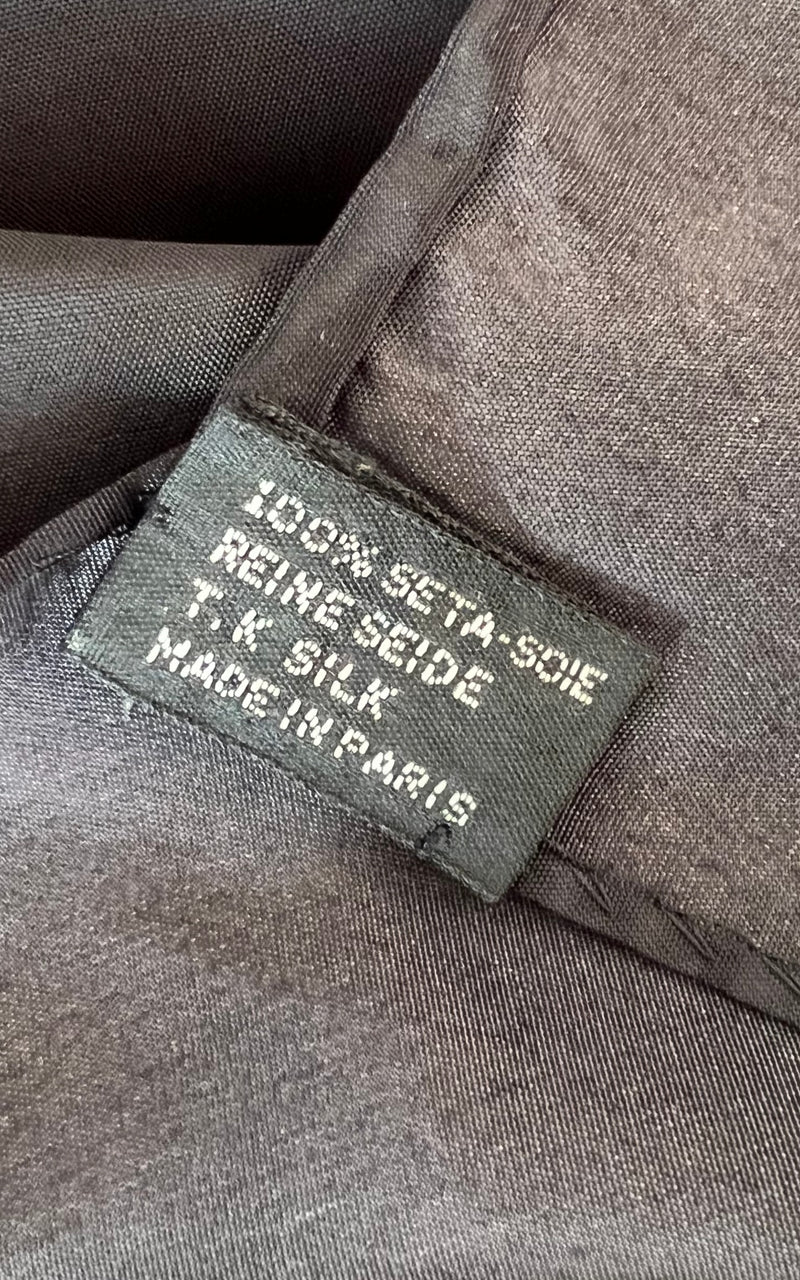 100% SETA-SOIE
REINE SEIDE
T.K SILK
MADE IN PARIS